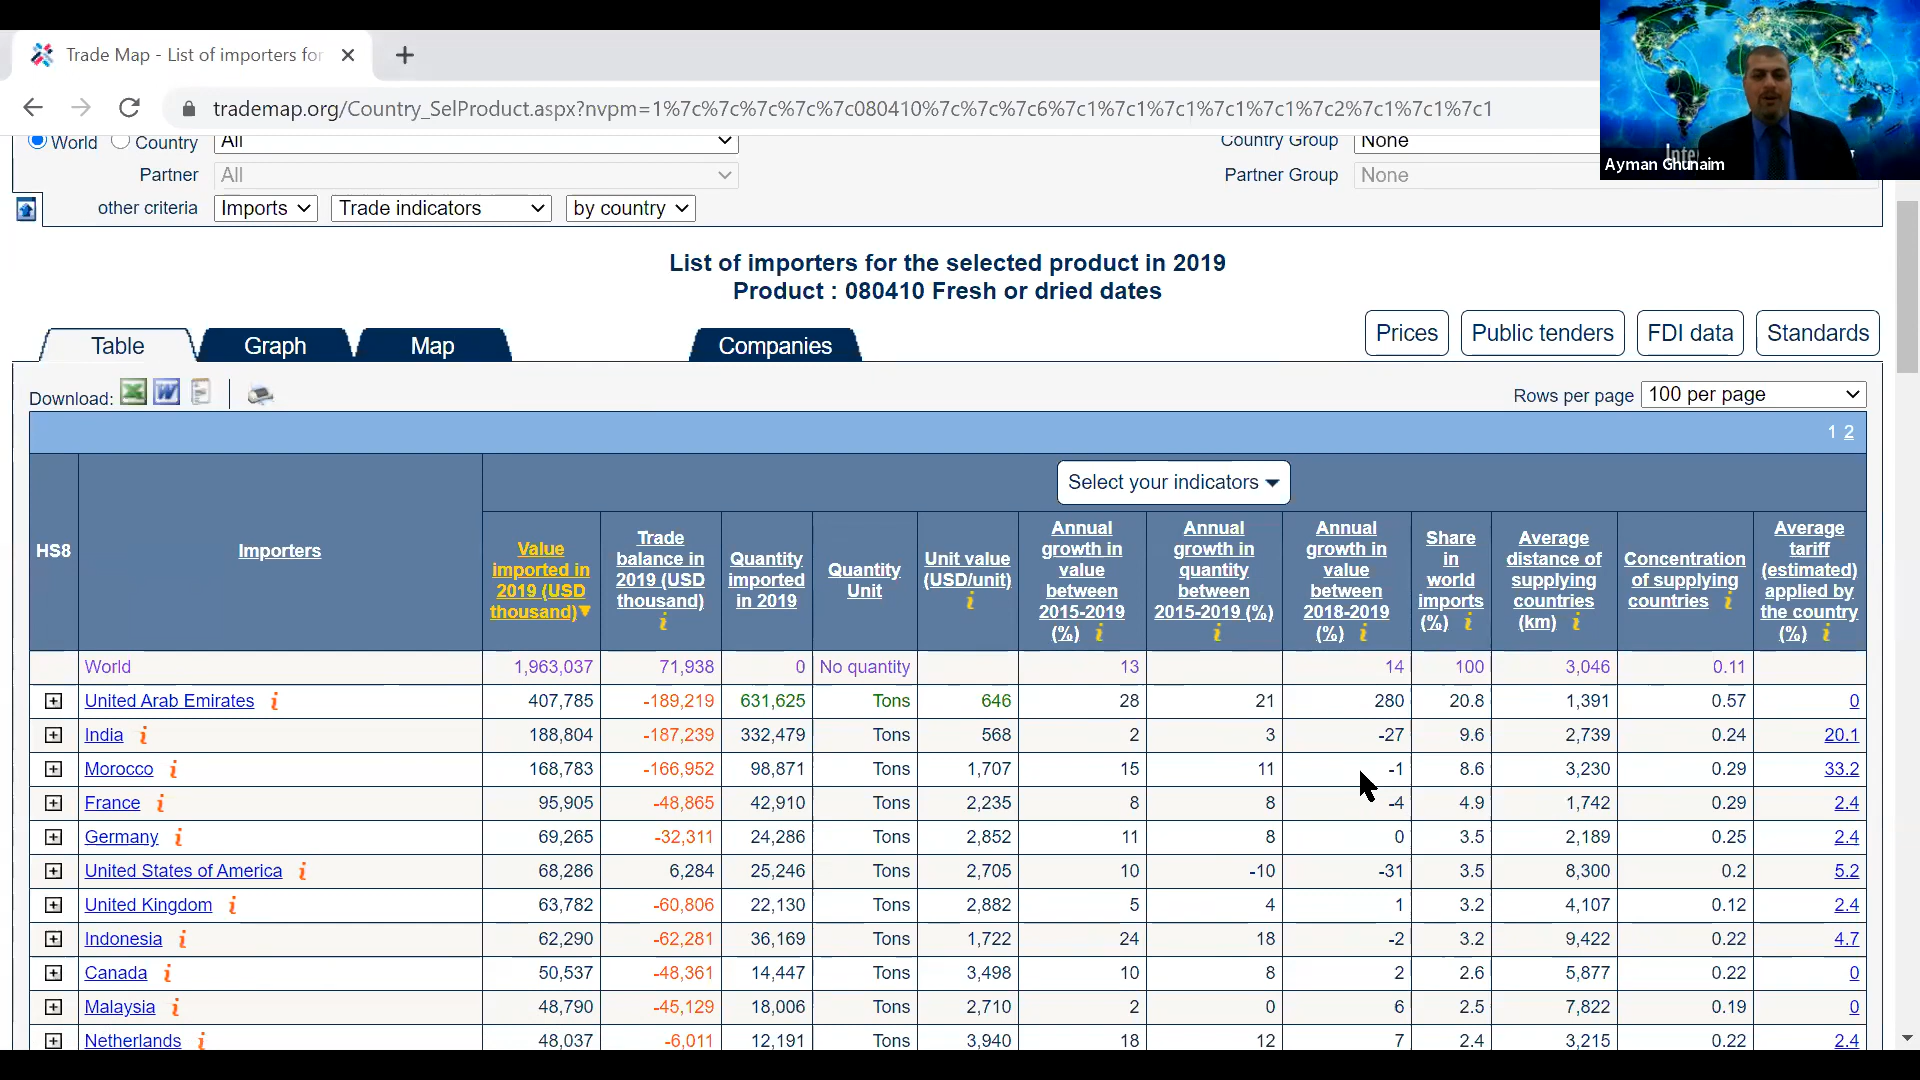 Trade Map - List of importers for
trademap.org/Country_SelProduct.aspx?nvpm=1%7c%7c%7c%7c%7c080410%7c%7c%7c6%7c1%7c1%7c1%7c1%7c1%7c2%7c1%7c1%7c1
Ayman Ghunaim
World Country All Country Group None
Partner All Partner Group None
other criteria Imports Trade indicators by country
List of importers for the selected product in 2019
Product : 080410 Fresh or dried dates
Table Graph Map Companies Prices Public tenders FDI data Standards
Download: Rows per page 100 per page
1 2
Select your indicators
HS8 Importers Value imported in 2019 (USD thousand) Trade balance in 2019 (USD thousand) Quantity imported in 2019 Quantity Unit Unit value (USD/unit) Annual growth in value between 2015-2019 (%) Annual growth in quantity between 2015-2019 (%) Annual growth in value between 2018-2019 (%) Share in world imports (%) Average distance of supplying countries (km) Concentration of supplying countries Average tariff (estimated) applied by the country (%)
World 1,963,037 71,938 0 No quantity 13 14 100 3,046 0.11
United Arab Emirates 407,785 -189,219 631,625 Tons 646 28 21 280 20.8 1,391 0.57 0
India 188,804 -187,239 332,479 Tons 568 2 3 -27 9.6 2,739 0.24 20.1
Morocco 168,783 -166,952 98,871 Tons 1,707 15 11 -1 8.6 3,230 0.29 33.2
France 95,905 -48,865 42,910 Tons 2,235 8 8 -4 4.9 1,742 0.29 2.4
Germany 69,265 -32,311 24,286 Tons 2,852 11 8 0 3.5 2,189 0.25 2.4
United States of America 68,286 6,284 25,246 Tons 2,705 10 -10 -31 3.5 8,300 0.2 5.2
United Kingdom 63,782 -60,806 22,130 Tons 2,882 5 4 1 3.2 4,107 0.12 2.4
Indonesia 62,290 -62,281 36,169 Tons 1,722 24 18 -2 3.2 9,422 0.22 4.7
Canada 50,537 -48,361 14,447 Tons 3,498 10 8 2 2.6 5,877 0.22 0
Malaysia 48,790 -45,129 18,006 Tons 2,710 2 0 6 2.5 7,822 0.19 0
Netherlands 48,037 -6,011 12,191 Tons 3,940 18 12 7 2.4 3,215 0.22 2.4